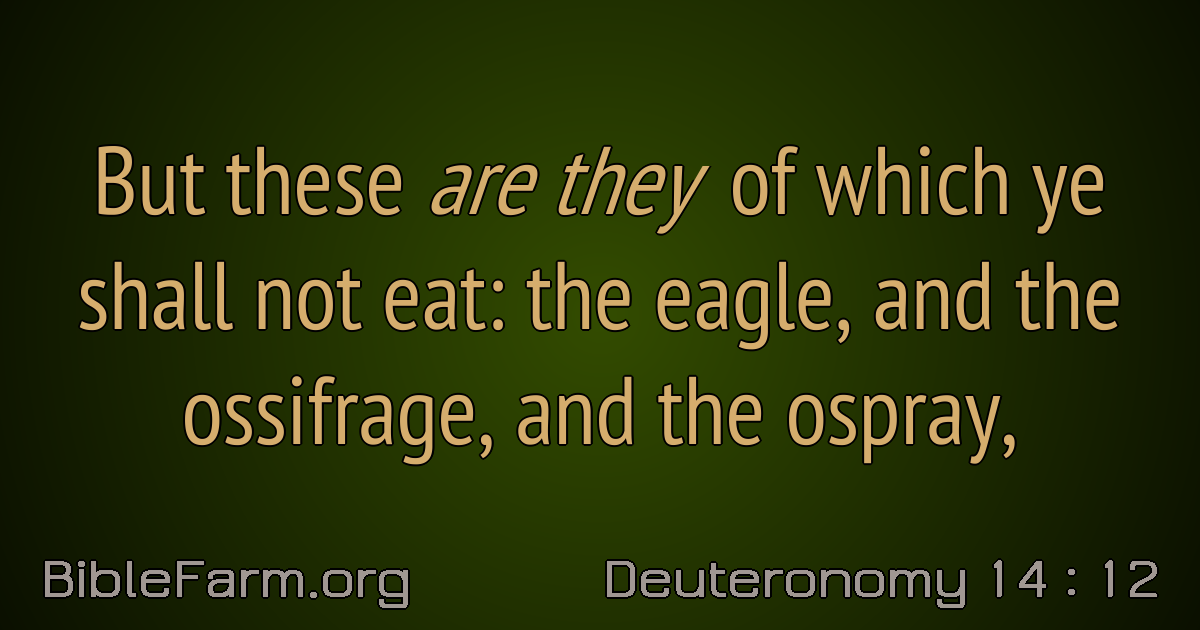 But these are they of which ye
shall not eat: the eagle, and the
ossifrage, and the ospray,
BibleFarm.org
Deuteronomy 14 : 12